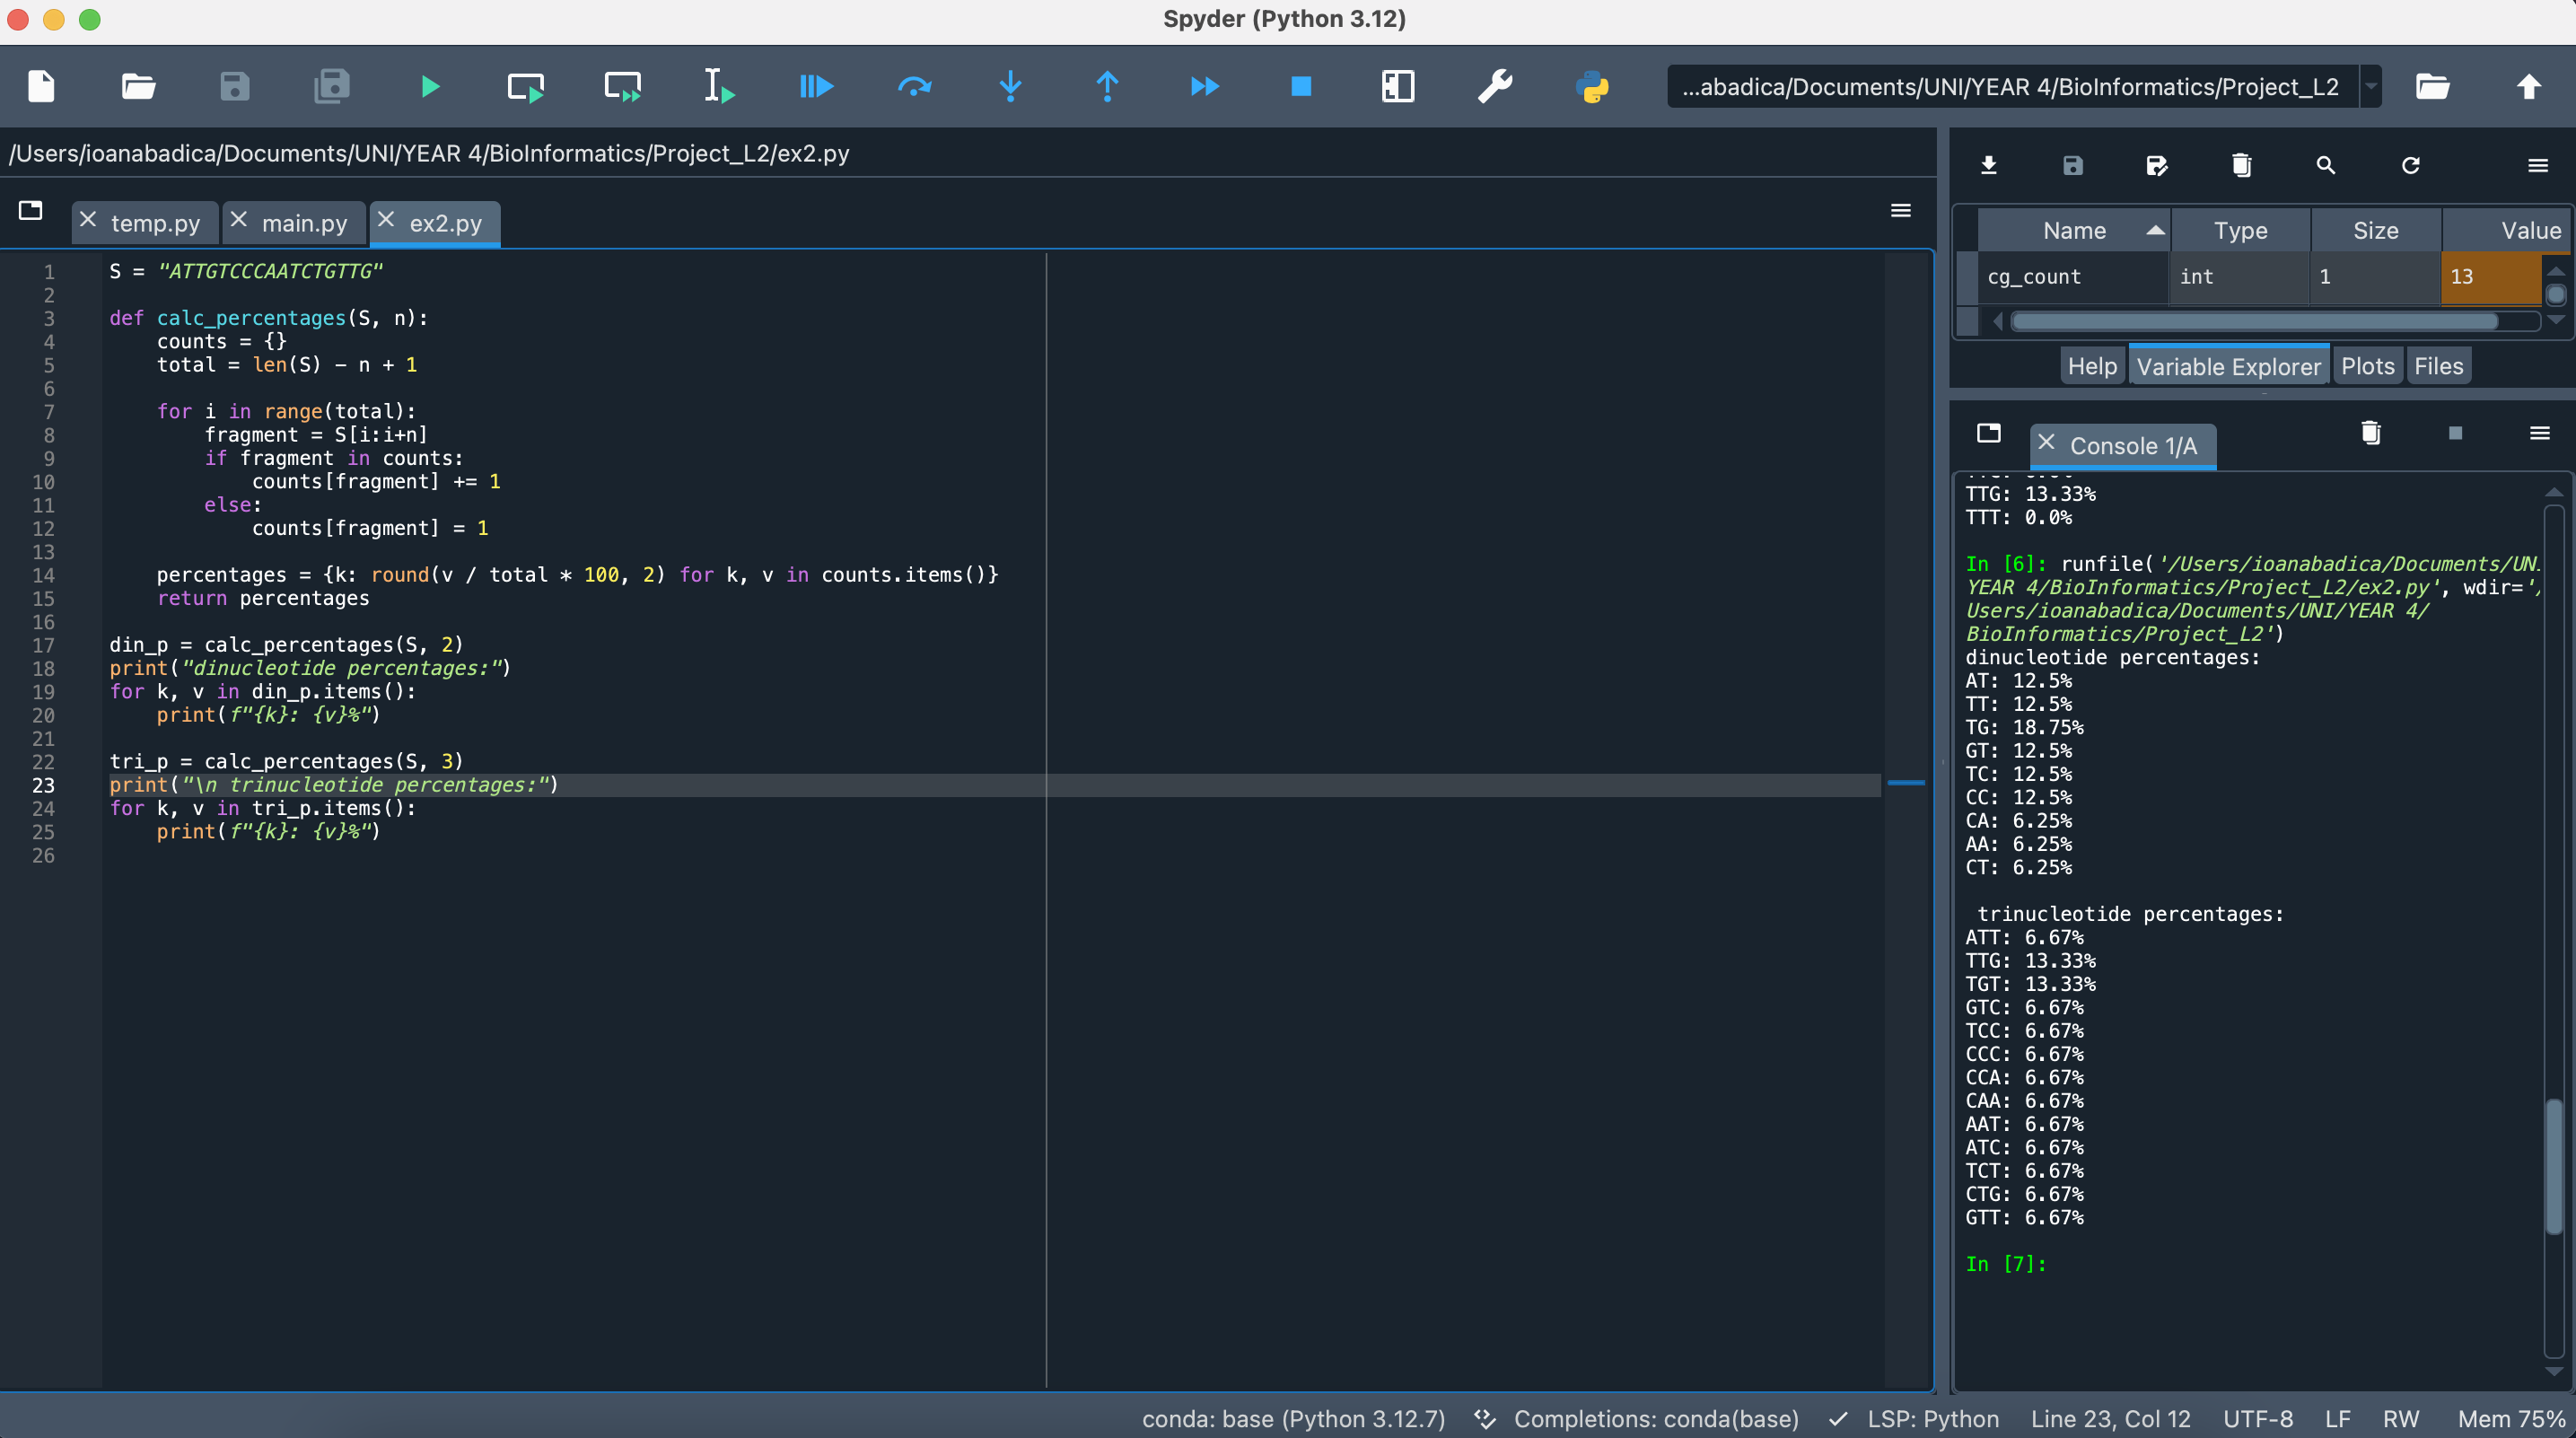 Spyder (Python 3.12)
...abadica/Documents/UNI/YEAR 4/BioInformatics/Project_L2
/Users/ioanabadica/Documents/UNI/YEAR 4/BioInformatics/Project_L2/ex2.py
temp.py main.py ex2.py
1 S = "ATTGTCCCAATCTGTTG"
2
3 def calc_percentages(S, n):
4     counts = {}
5     total = len(S) - n + 1
6
7     for i in range(total):
8         fragment = S[i:i+n]
9         if fragment in counts:
10             counts[fragment] += 1
11         else:
12             counts[fragment] = 1
13
14     percentages = {k: round(v / total * 100, 2) for k, v in counts.items()}
15     return percentages
16
17 din_p = calc_percentages(S, 2)
18 print("dinucleotide percentages:")
19 for k, v in din_p.items():
20     print(f"{k}: {v}%")
21
22 tri_p = calc_percentages(S, 3)
23 print("\n trinucleotide percentages:")
24 for k, v in tri_p.items():
25     print(f"{k}: {v}%")
26
Name Type Size Value
cg_count int 1 13
Help Variable Explorer Plots Files
Console 1/A
TTG: 13.33%
TTT: 0.0%
In [6]: runfile('/Users/ioanabadica/Documents/UN
YEAR 4/BioInformatics/Project_L2/ex2.py', wdir='/
Users/ioanabadica/Documents/UNI/YEAR 4/
BioInformatics/Project_L2')
dinucleotide percentages:
AT: 12.5%
TT: 12.5%
TG: 18.75%
GT: 12.5%
TC: 12.5%
CC: 12.5%
CA: 6.25%
AA: 6.25%
CT: 6.25%
trinucleotide percentages:
ATT: 6.67%
TTG: 13.33%
TGT: 13.33%
GTC: 6.67%
TCC: 6.67%
CCC: 6.67%
CCA: 6.67%
CAA: 6.67%
AAT: 6.67%
ATC: 6.67%
TCT: 6.67%
CTG: 6.67%
GTT: 6.67%
In [7]:
conda: base (Python 3.12.7) Completions: conda(base) LSP: Python Line 23, Col 12 UTF-8 LF RW Mem 75%